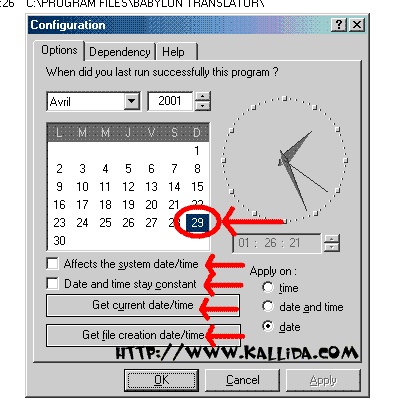 :26 C:\PROGRAM FILES\BABYLON TRANSLATOR\
Configuration
Options Dependency Help
When did you last run successfully this program ?
Avril 2001
L M M J V S D
1
2 3 4 5 6 7 8
9 10 11 12 13 14 15
16 17 18 19 20 21 22
23 24 25 26 27 28 29
30
01 : 26 : 21
Affects the system date/time
Date and time stay constant
Apply on :
time
Get current date/time
date and time
Get file creation date/time
date
HTTP://WWW.KALLIDA.COM
OK Cancel Apply